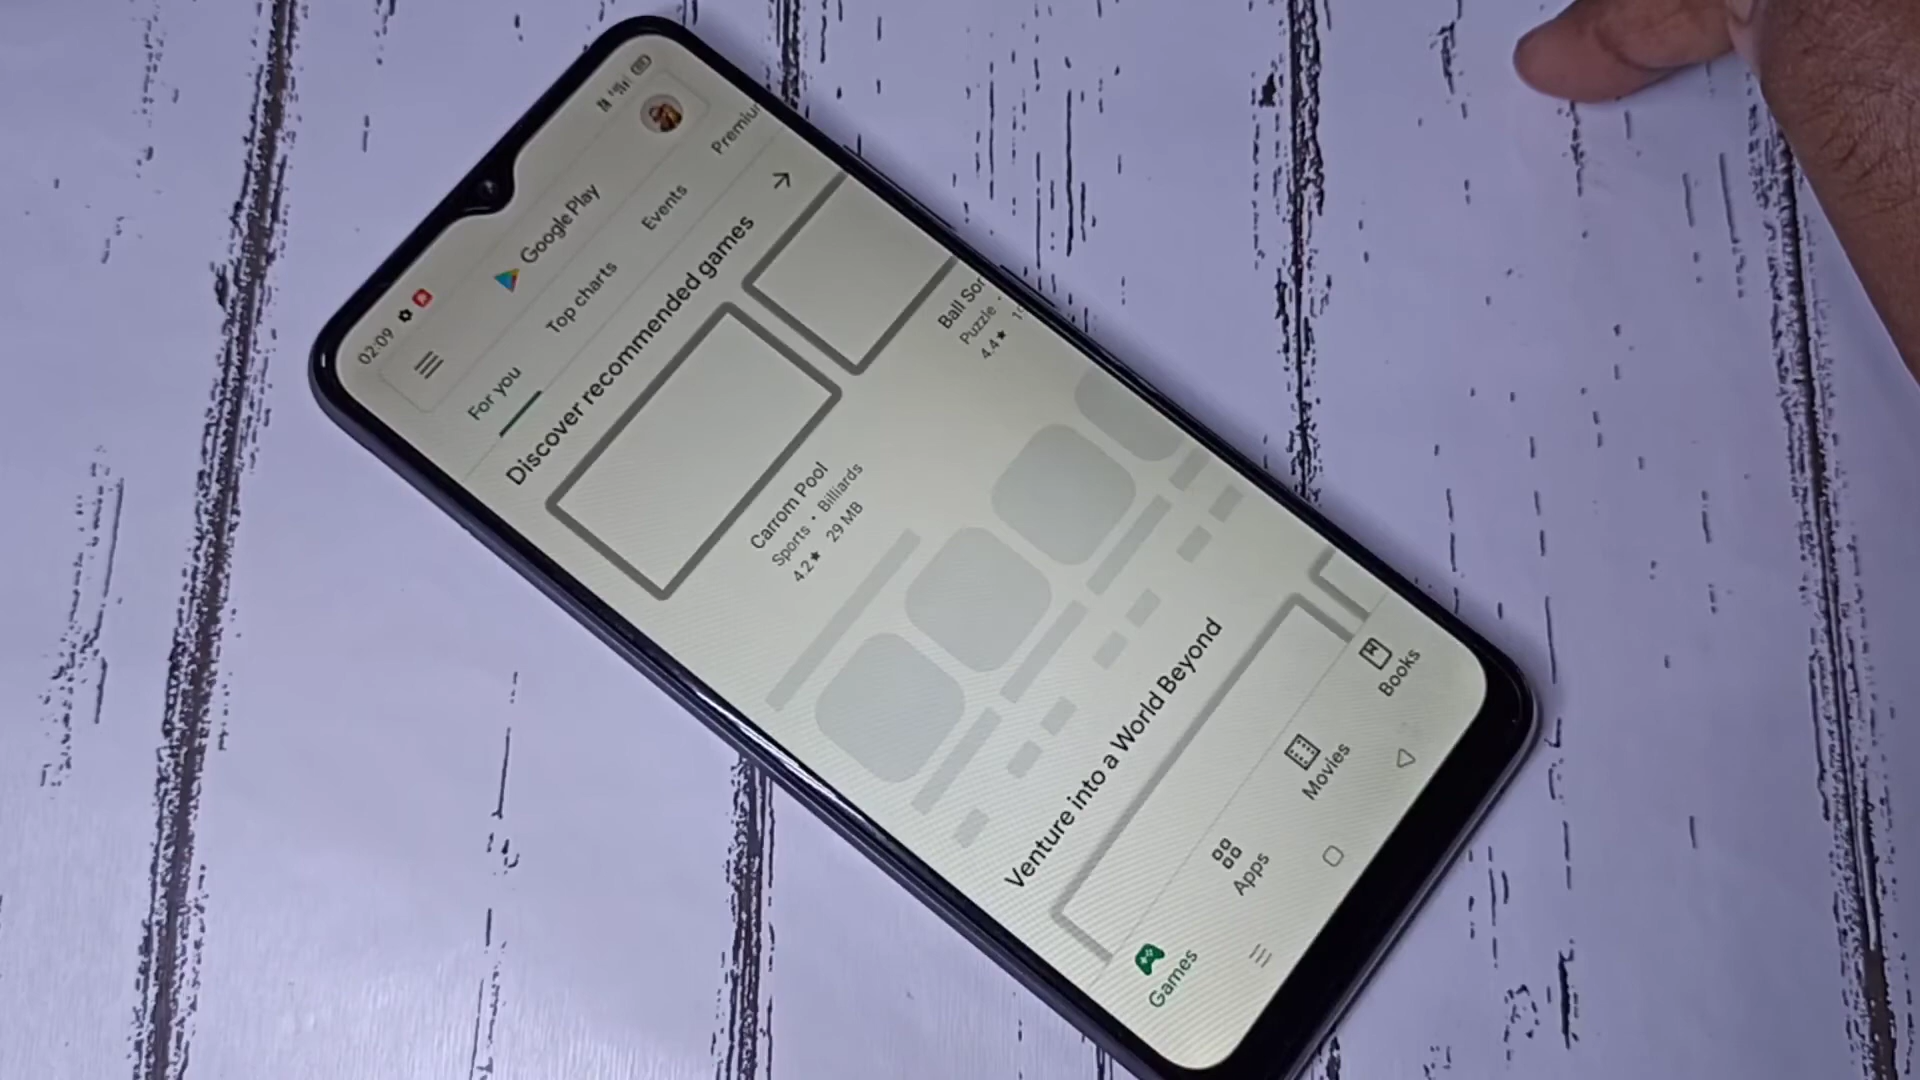 02:09
Google Play
For you
Top charts
Events
Premiu
Discover recommended games
Carrom Pool
Sports • Billiards
4.2★ 29 MB
Ball Sor
Puzzle •
4.4★
Venture into a World Beyond
Games
Apps
Movies
Books